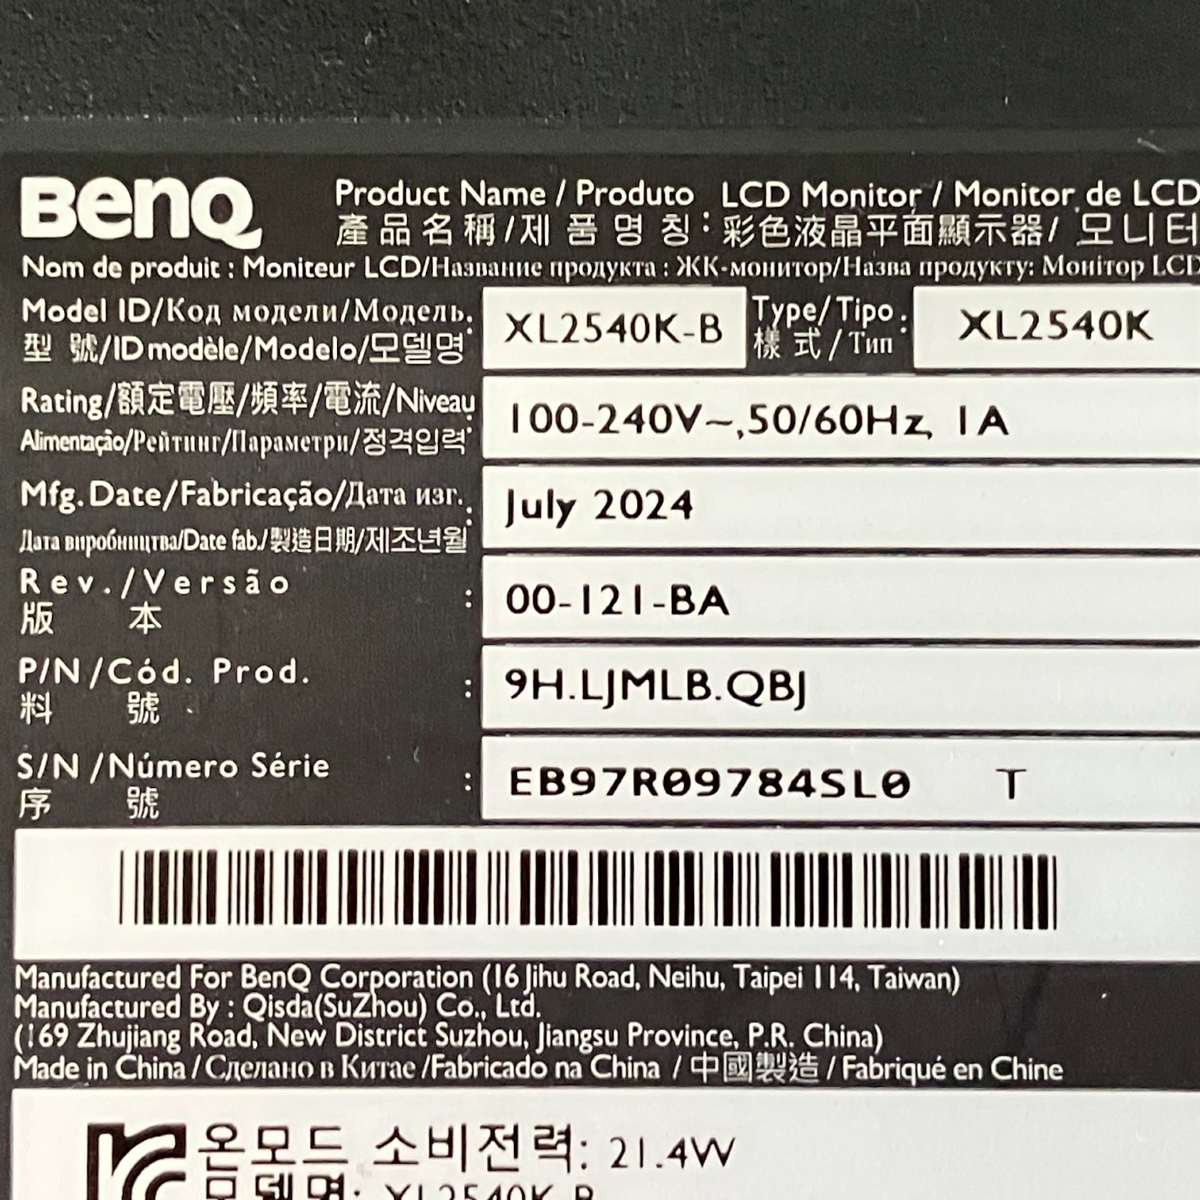 BenQ
Product Name / Produto LCD Monitor / Monitor de LCD
產品名稱/제 품 명 칭 : 彩色液晶平面顯示器/ 모니터
Nom de produit : Moniteur LCD/Название продукта : ЖК-монитор/Назва продукту: Монітор LCD
Model ID/Код модели/Модель.
型 號/ID modèle/Modelo/모델명 : XL2540K-B
Type/Tipo
樣 式 / Тип : XL2540K
Rating/額定電壓/頻率/電流/Niveau
Alimentação/Рейтинг/Параметри/정격입력 : 100-240V~,50/60Hz, 1A
Mfg. Date/Fabricação/Дата изг.
Дата виробництва/Date fab./製造日期/제조년월 : July 2024
Rev./Versão
版 本 : 00-121-BA
P/N /Cód. Prod.
料 號 : 9H.LJMLB.QBJ
S/N /Número Série
序 號 : EB97R09784SL0 T
Manufactured For BenQ Corporation (16 Jihu Road, Neihu, Taipei 114, Taiwan)
Manufactured By : Qisda(SuZhou) Co., Ltd.
(169 Zhujiang Road, New District Suzhou, Jiangsu Province, P.R. China)
Made in China / Сделано в Китае /Fabricado na China / 中國製造 / Fabriqué en Chine
온모드 소비전력: 21.4W
모델명: XL2540K-B